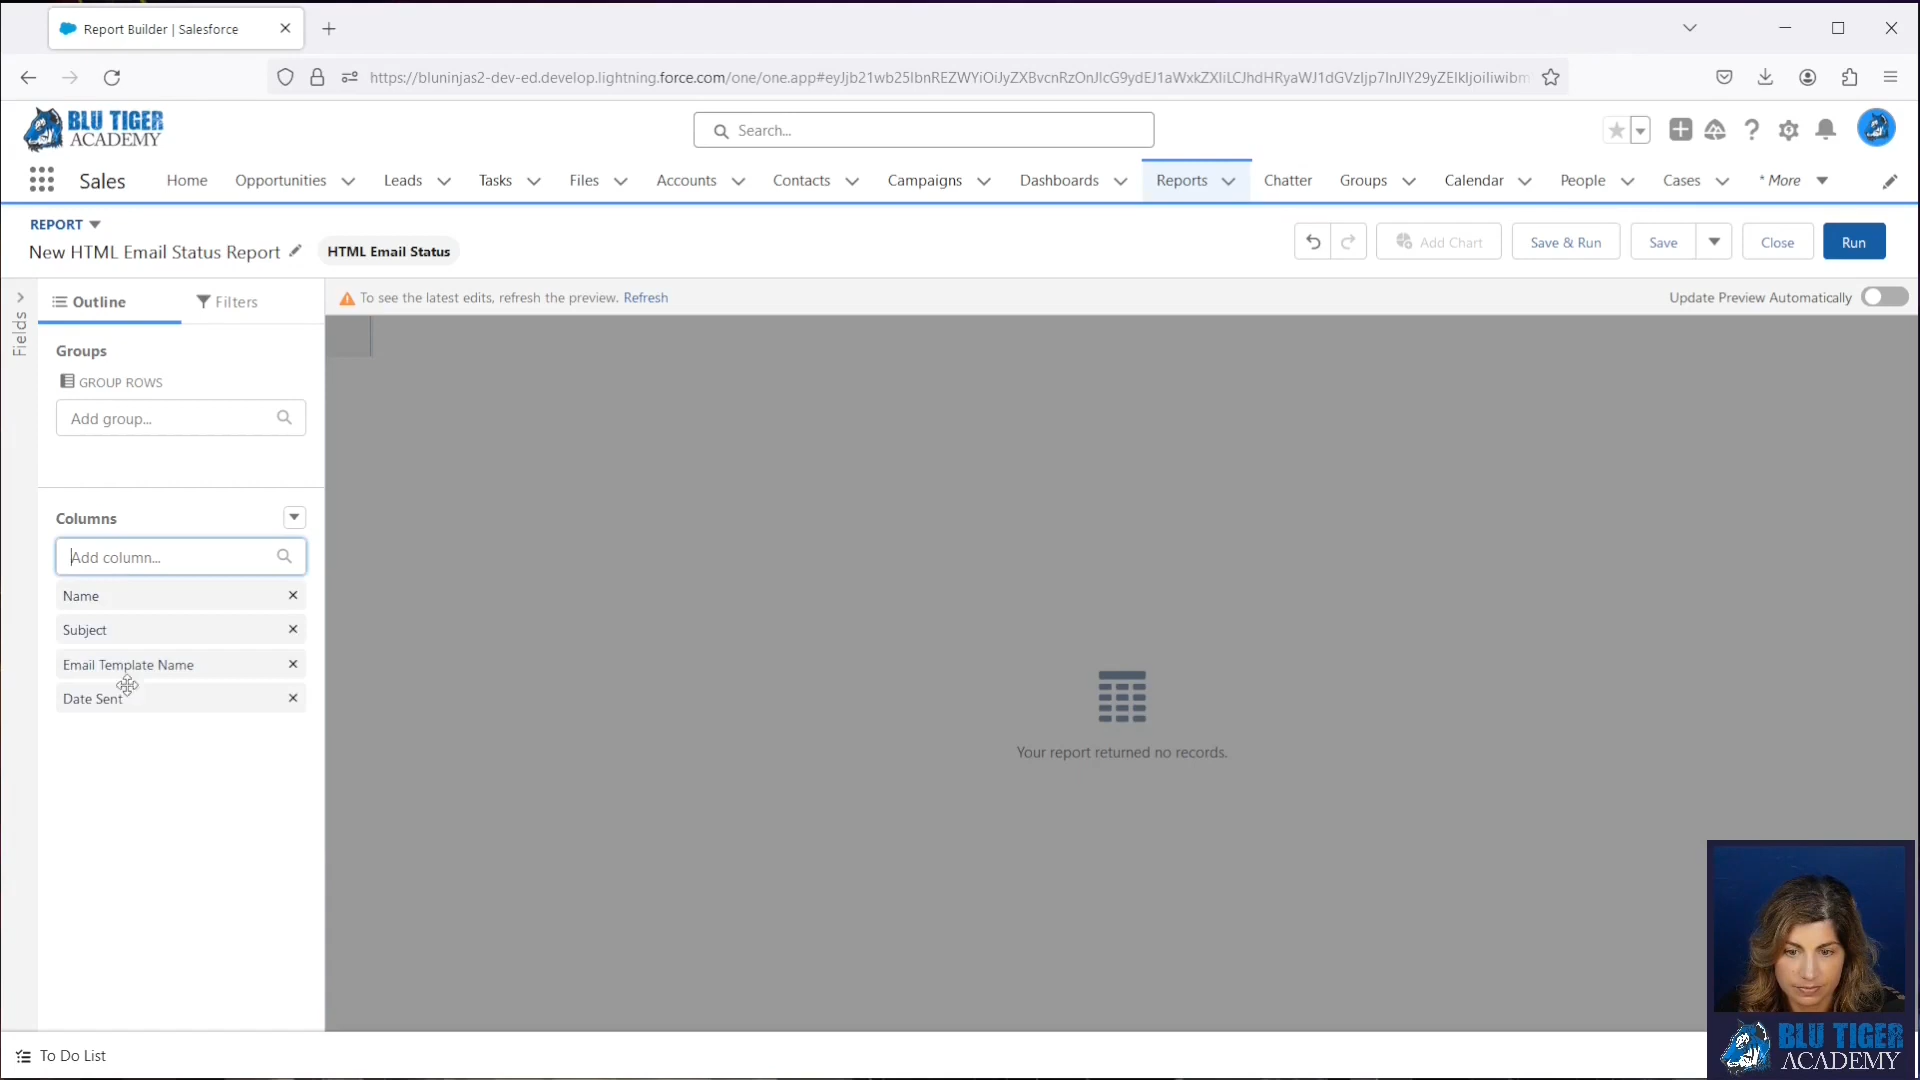 Report Builder | Salesforce
https://bluninjas2-dev-ed.develop.lightning.force.com/one/one.app#
BLU TIGER
ACADEMY
Search...
Sales
Home
Opportunities
Leads
Tasks
Files
Accounts
Contacts
Campaigns
Dashboards
Reports
Chatter
Groups
Calendar
People
Cases
* More
REPORT
New HTML Email Status Report
HTML Email Status
Add Chart
Save & Run
Save
Close
Run
Fields
Outline
Filters
To see the latest edits, refresh the preview. Refresh
Update Preview Automatically
Groups
GROUP ROWS
Add group...
Columns
Add column...
Name
Subject
Email Template Name
Date Sent
Your report returned no records.
To Do List
BLU TIGER
ACADEMY